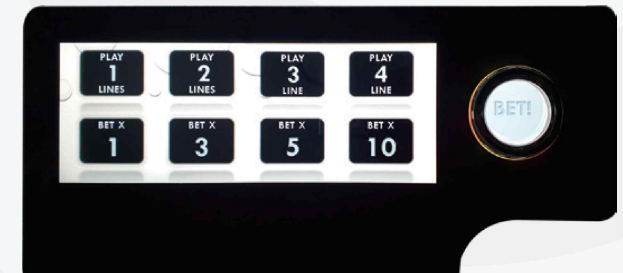 PLAY
1
LINES
PLAY
2
LINES
PLAY
3
LINE
PLAY
4
LINE
BET X
1
BET X
3
BET X
5
BET X
10
BET!